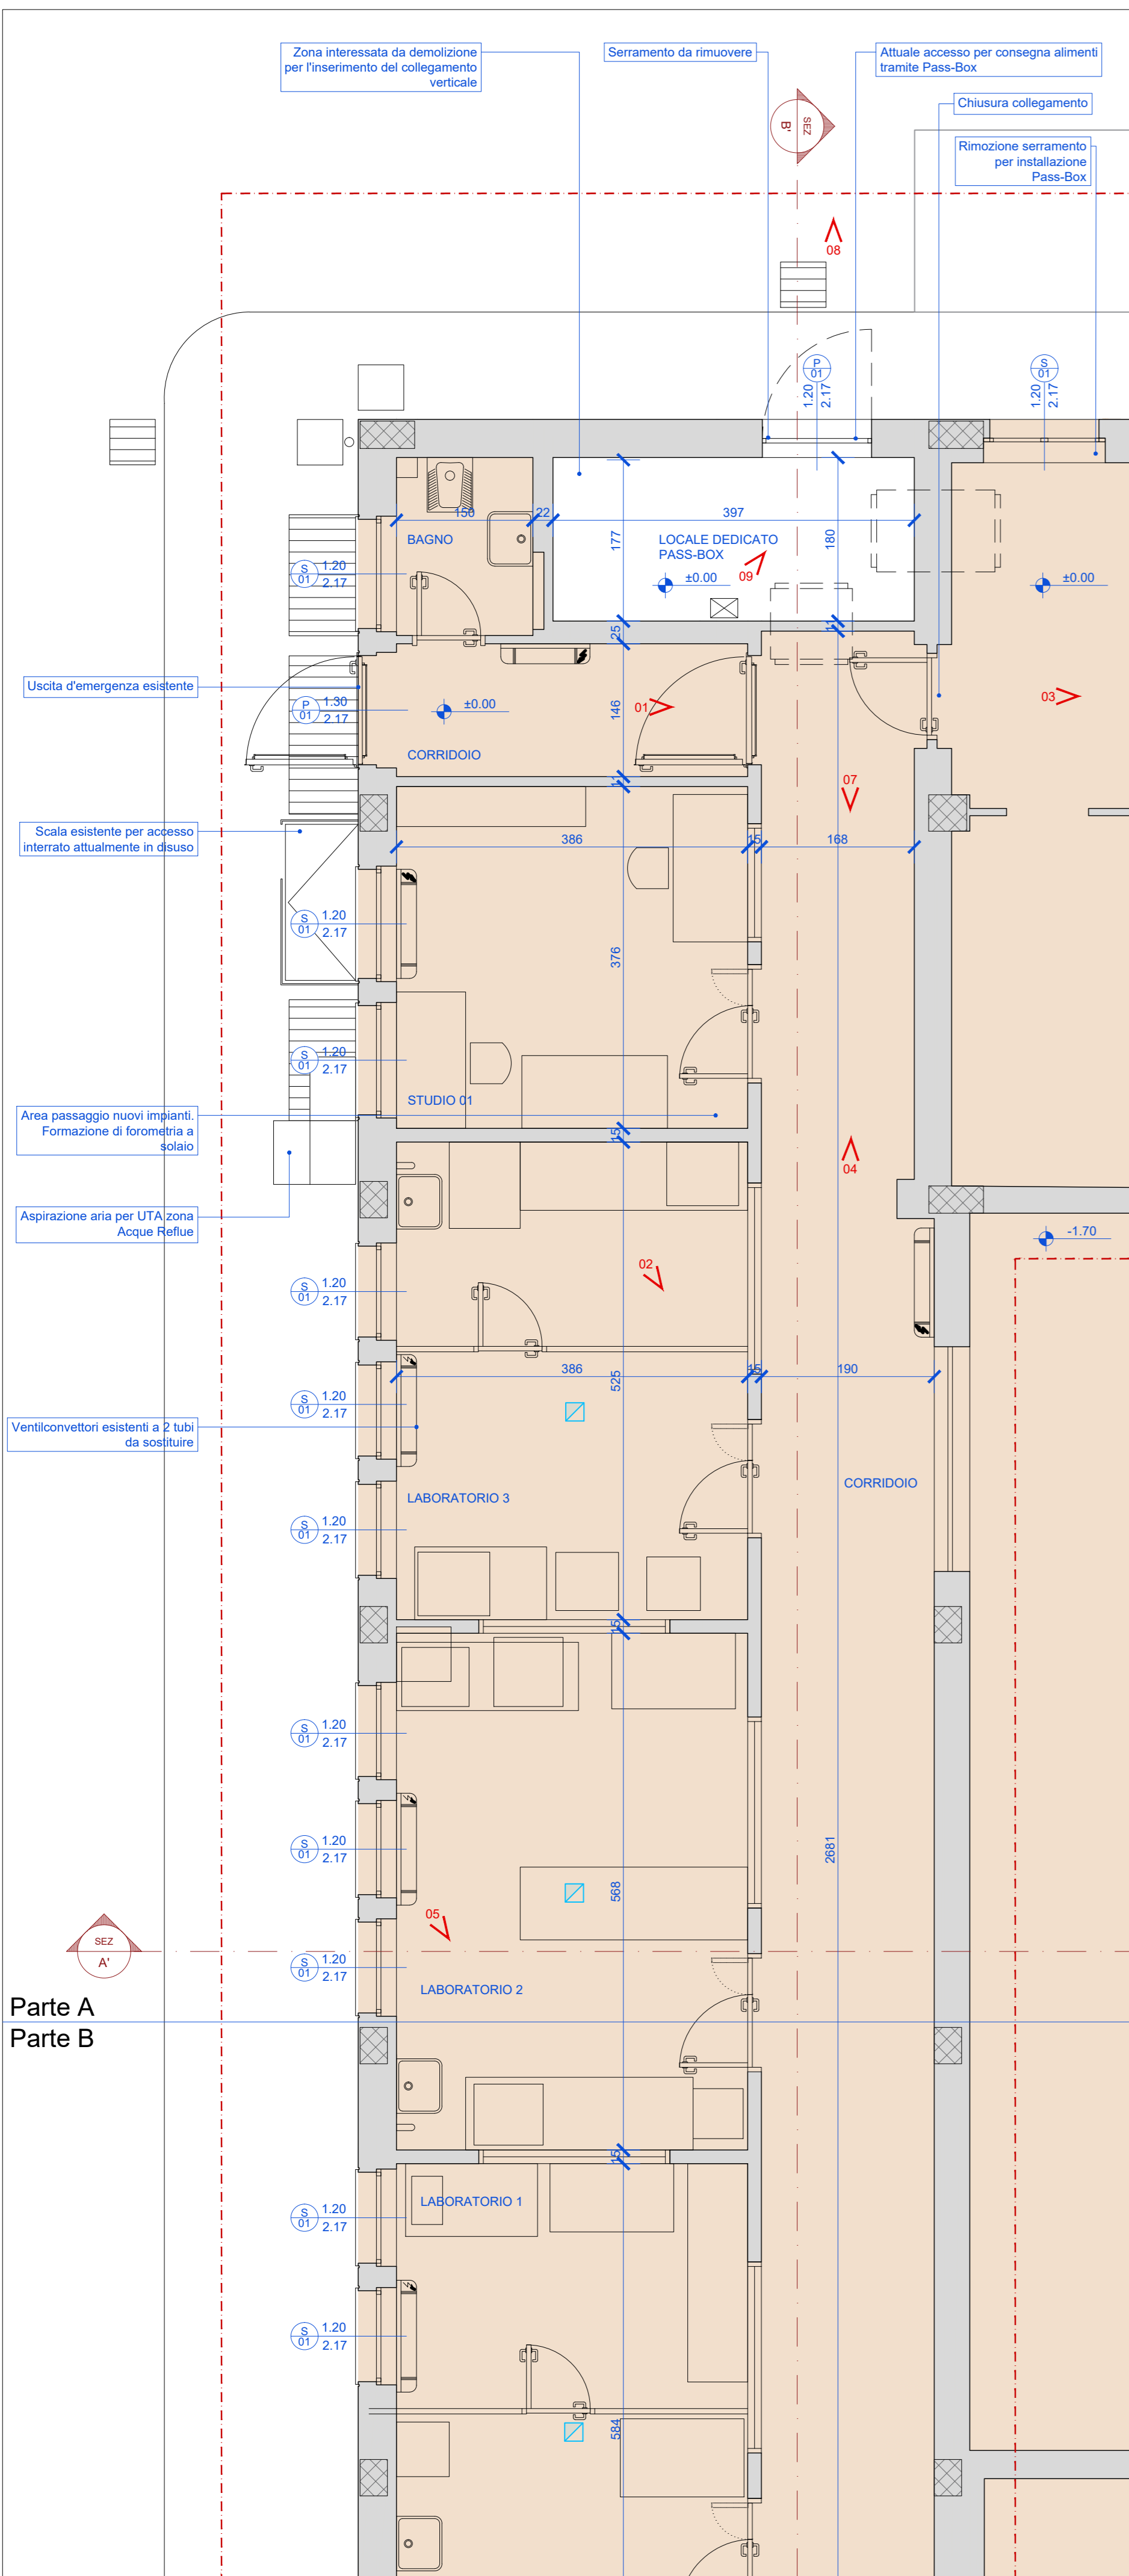 Zona interessata da demolizione
per l'inserimento del collegamento
verticale
Serramento da rimuovere
Attuale accesso per consegna alimenti
tramite Pass-Box
Chiusura collegamento
Rimozione serramento
per installazione
Pass-Box
SEZ
B'
08
P
01
1.20
2.17
S
01
1.20
2.17
150
22
397
BAGNO
177
LOCALE DEDICATO
PASS-BOX
180
09
±0.00
±0.00
S
01
1.20
2.17
25
11
Uscita d'emergenza esistente
P
01
1.30
2.17
±0.00
01
146
03
CORRIDOIO
11
07
Scala esistente per accesso
interrato attualmente in disuso
386
15
168
S
01
1.20
2.17
376
S
01
1.20
2.17
STUDIO 01
Area passaggio nuovi impianti.
Formazione di forometria a
solaio
15
04
Aspirazione aria per UTA zona
Acque Reflue
-1.70
02
S
01
1.20
2.17
386
15
190
525
S
01
1.20
2.17
Ventilconvettori esistenti a 2 tubi
da sostituire
CORRIDOIO
LABORATORIO 3
S
01
1.20
2.17
15
S
01
1.20
2.17
S
01
1.20
2.17
2681
568
05
SEZ
A'
S
01
1.20
2.17
LABORATORIO 2
Parte A
Parte B
15
LABORATORIO 1
S
01
1.20
2.17
S
01
1.20
2.17
584